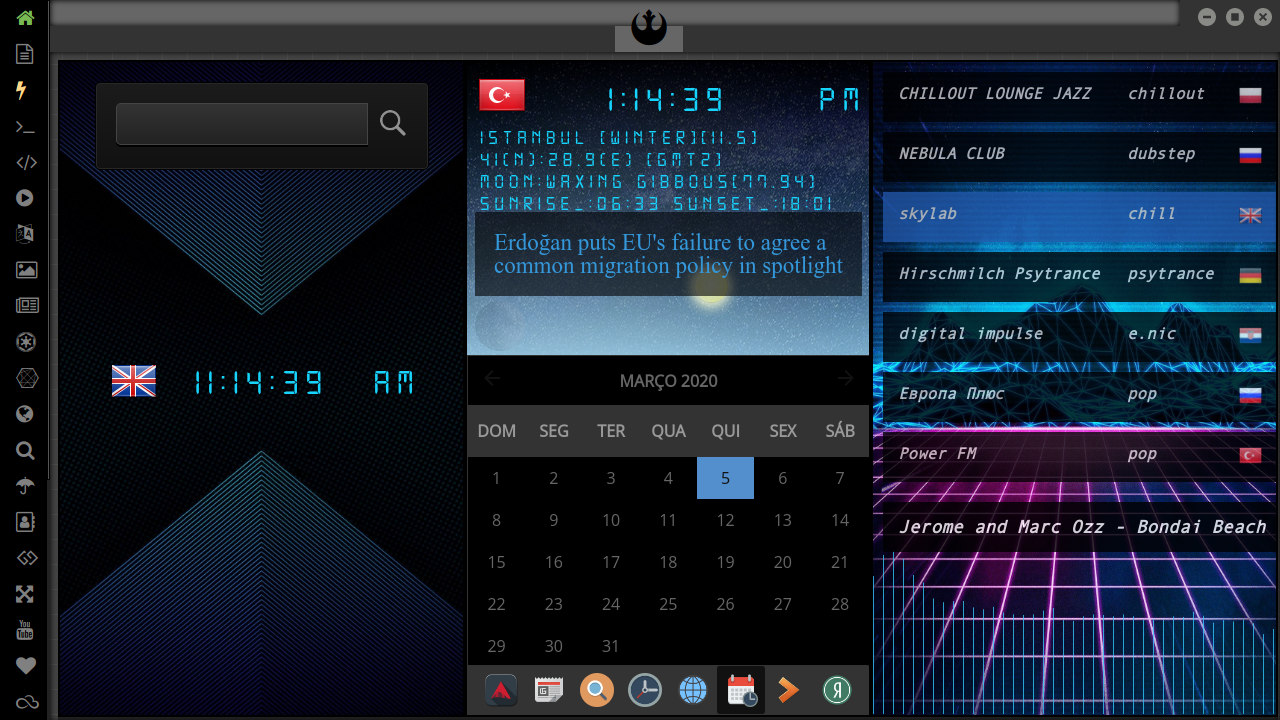 1:14:39 PM
ISTANBUL [WINTER][11.5]
41(N):28.9(E) [GMT2]
MOON:WAXING GIBBOUS[77.94]
SUNRISE_:06:33 SUNSET_:18:01
Erdoğan puts EU's failure to agree a
common migration policy in spotlight
11:14:39 AM
MARÇO 2020
DOM SEG TER QUA QUI SEX SÁB
1 2 3 4 5 6 7
8 9 10 11 12 13 14
15 16 17 18 19 20 21
22 23 24 25 26 27 28
29 30 31
CHILLOUT LOUNGE JAZZ chillout
NEBULA CLUB dubstep
skylab chill
Hirschmilch Psytrance psytrance
digital impulse e.nic
Европа Плюс pop
Power FM pop
Jerome and Marc Ozz - Bondai Beach
You
Tube
Я